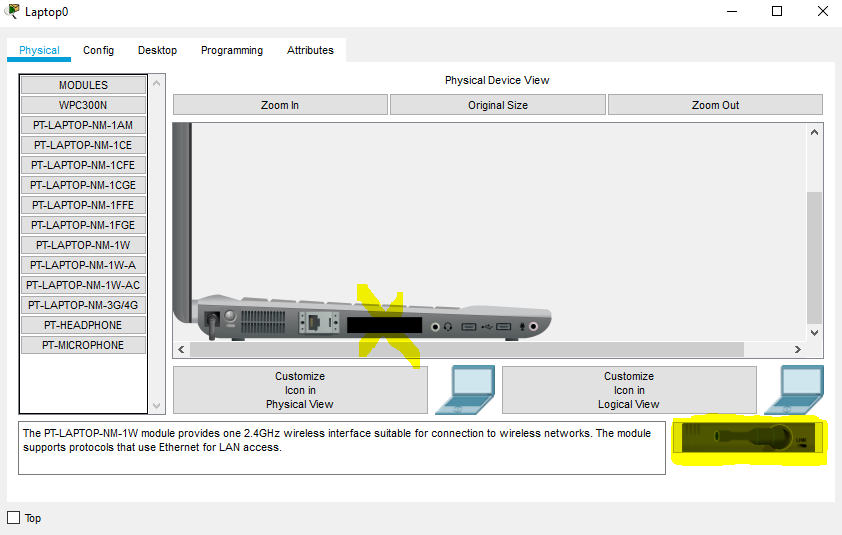 Laptop0
Physical Config Desktop Programming Attributes
MODULES
WPC300N
PT-LAPTOP-NM-1AM
PT-LAPTOP-NM-1CE
PT-LAPTOP-NM-1CFE
PT-LAPTOP-NM-1CGE
PT-LAPTOP-NM-1FFE
PT-LAPTOP-NM-1FGE
PT-LAPTOP-NM-1W
PT-LAPTOP-NM-1W-A
PT-LAPTOP-NM-1W-AC
PT-LAPTOP-NM-3G/4G
PT-HEADPHONE
PT-MICROPHONE
Physical Device View
Zoom In Original Size Zoom Out
Customize
Icon in
Physical View
Customize
Icon in
Logical View
The PT-LAPTOP-NM-1W module provides one 2.4GHz wireless interface suitable for connection to wireless networks. The module
supports protocols that use Ethernet for LAN access.
LINK
Top